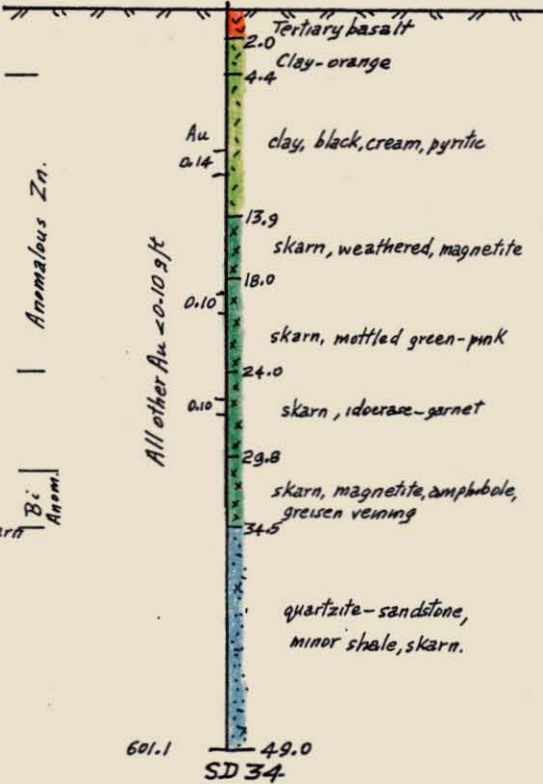 Tertiary basalt
2.0
Clay-orange
4.4
Au
0.14
clay, black, cream, pyritic
Anomalous Zn.
13.9
skarn, weathered, magnetite
18.0
0.10
All other Au <0.10 g/t
skarn, mottled green-pink
24.0
0.10
skarn, idocrase-garnet
29.8
Bi
Anom.
skarn, magnetite, amphibole,
greisen veining
34.5
quartzite-sandstone,
minor shale, skarn.
601.1
49.0
SD 34